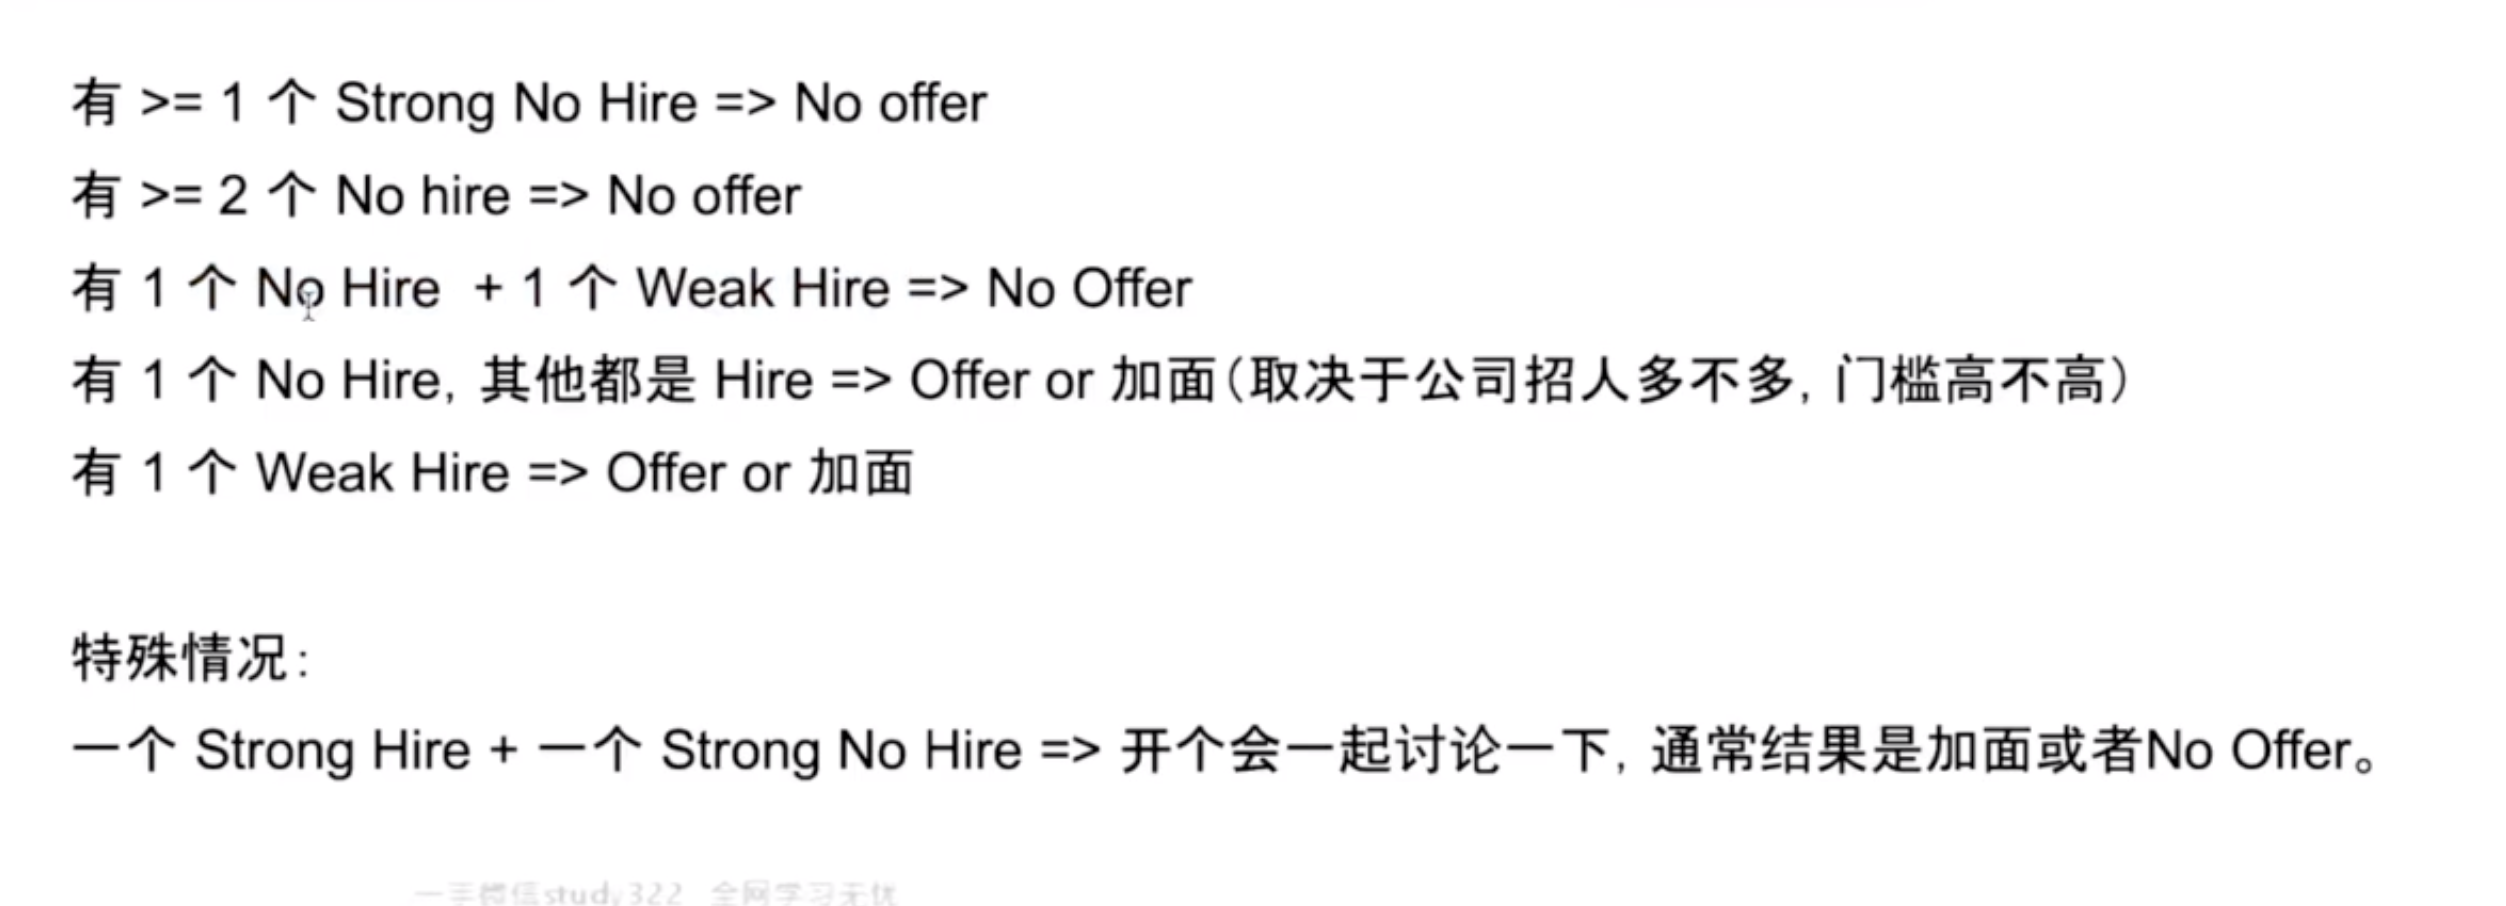 有 >= 1 个 Strong No Hire => No offer
有 >= 2 个 No hire => No offer
有 1 个 No Hire + 1 个 Weak Hire => No Offer
有 1 个 No Hire, 其他都是 Hire => Offer or 加面(取决于公司招人多不多, 门槛高不高)
有 1 个 Weak Hire => Offer or 加面
特殊情况:
一个 Strong Hire + 一个 Strong No Hire => 开个会一起讨论一下, 通常结果是加面或者No Offer。
一手微信study322 全网学习无忧